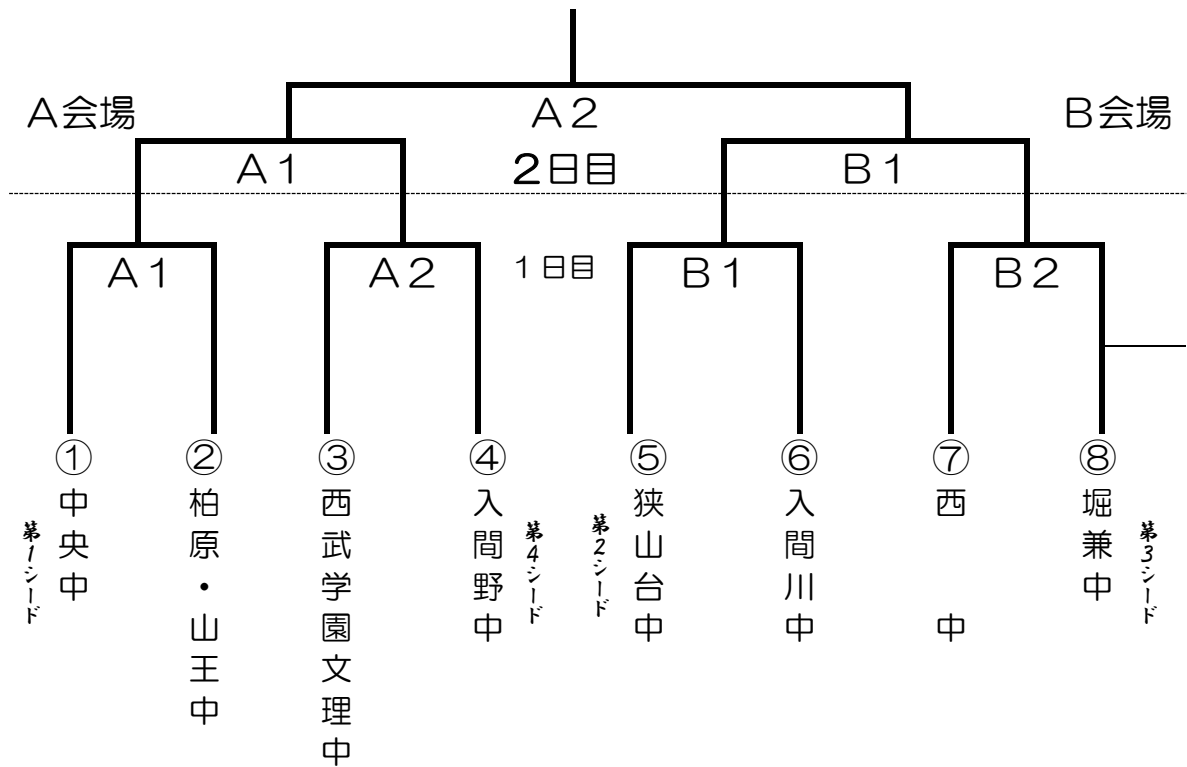 A会場
A2
B会場
A1
2日目
B1
A1
A2
1日目
B1
B2
①
②
③
④
⑤
⑥
⑦
⑧
第1シード
中央中
柏原・山王中
西武学園文理中
入間野中
第4シード
第2シード
狭山台中
入間川中
西 中
堀兼中
第3シード